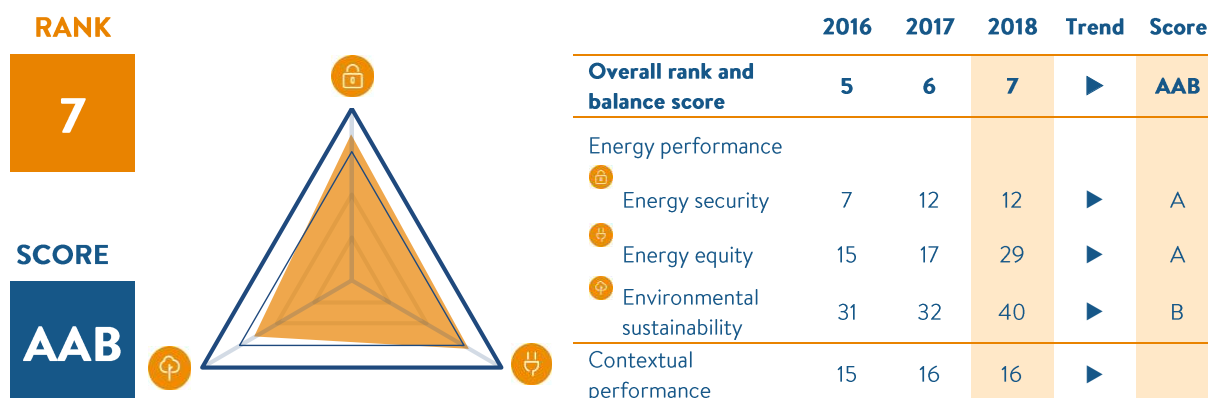 RANK
7
SCORE
AAB
2016 2017 2018 Trend Score
Overall rank and
balance score 5 6 7 AAB
Energy performance
Energy security 7 12 12 A
Energy equity 15 17 29 A
Environmental
sustainability 31 32 40 B
Contextual
performance 15 16 16